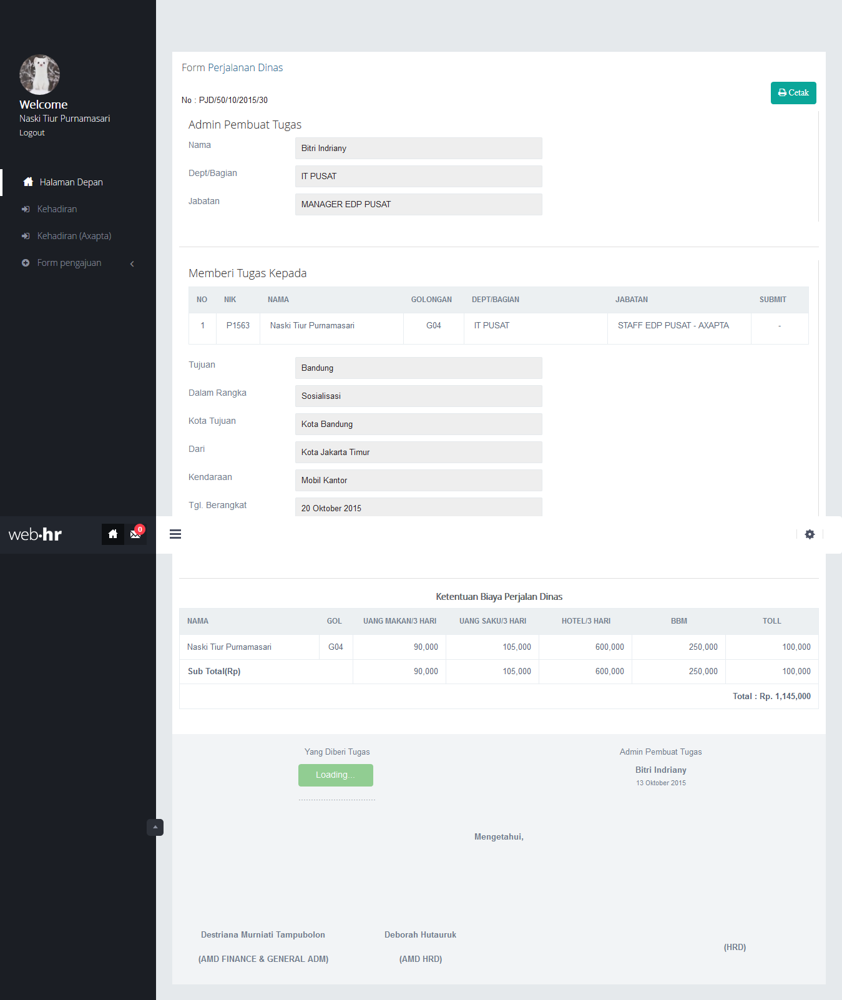 Welcome
Naski Tiur Purnamasari
Logout
Halaman Depan
Kehadiran
Kehadiran (Axapta)
Form pengajuan
Form Perjalanan Dinas
No : PJD/50/10/2015/30
Cetak
Admin Pembuat Tugas
Nama Bitri Indriany
Dept/Bagian IT PUSAT
Jabatan MANAGER EDP PUSAT
Memberi Tugas Kepada
NO NIK NAMA GOLONGAN DEPT/BAGIAN JABATAN SUBMIT
1 P1563 Naski Tiur Purnamasari G04 IT PUSAT STAFF EDP PUSAT - AXAPTA -
Tujuan Bandung
Dalam Rangka Sosialisasi
Kota Tujuan Kota Bandung
Dari Kota Jakarta Timur
Kendaraan Mobil Kantor
Tgl. Berangkat 20 Oktober 2015
web·hr 0
Ketentuan Biaya Perjalan Dinas
NAMA GOL UANG MAKAN/3 HARI UANG SAKU/3 HARI HOTEL/3 HARI BBM TOLL
Naski Tiur Purnamasari G04 90,000 105,000 600,000 250,000 100,000
Sub Total(Rp) 90,000 105,000 600,000 250,000 100,000
Total : Rp. 1,145,000
Yang Diberi Tugas Admin Pembuat Tugas
Loading... Bitri Indriany
13 Oktober 2015
Mengetahui,
Destriana Murniati Tampubolon Deborah Hutauruk
(AMD FINANCE & GENERAL ADM) (AMD HRD) (HRD)